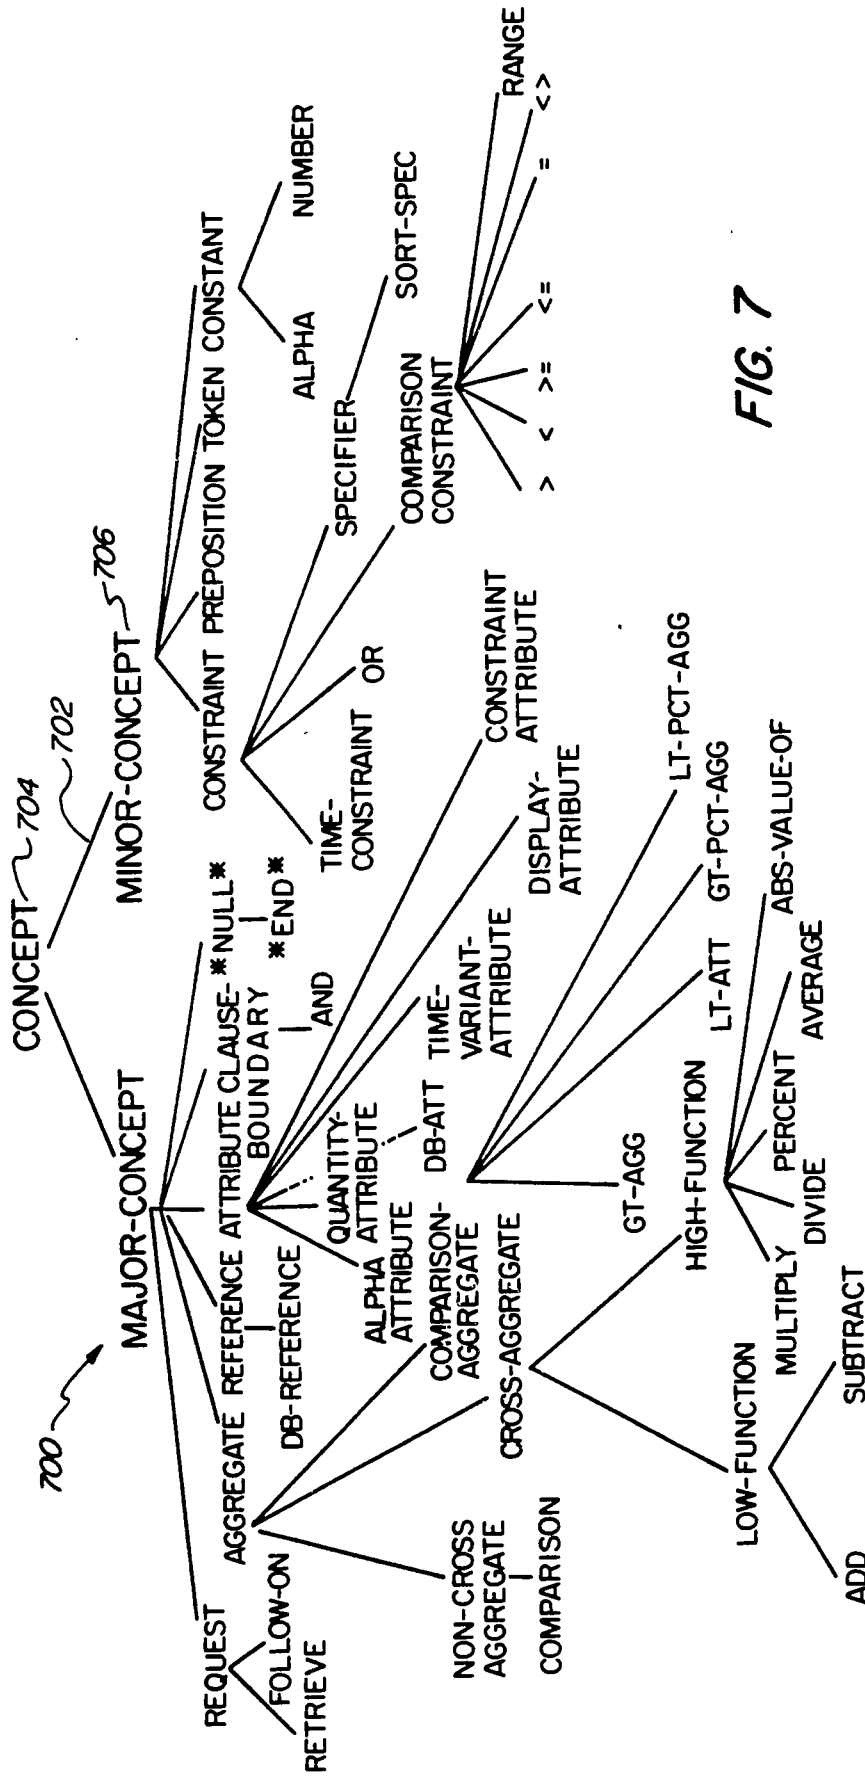 CONCEPT
704
702
MAJOR-CONCEPT
MINOR-CONCEPT
706
700
REQUEST
AGGREGATE
REFERENCE
ATTRIBUTE
CLAUSE-
BOUNDARY
*NULL*
*END*
CONSTRAINT
PREPOSITION
TOKEN
CONSTANT
FOLLOW-ON
RETRIEVE
DB-REFERENCE
AND
TIME-
CONSTRAINT
OR
SPECIFIER
ALPHA
NUMBER
ALPHA
ATTRIBUTE
QUANTITY-
ATTRIBUTE
DB-ATT
TIME-
VARIANT-
ATTRIBUTE
DISPLAY-
ATTRIBUTE
CONSTRAINT
ATTRIBUTE
COMPARISON
CONSTRAINT
SORT-SPEC
NON-CROSS
AGGREGATE
COMPARISON
CROSS-AGGREGATE
COMPARISON-
AGGREGATE
>
<
>=
<=
=
<>
RANGE
GT-AGG
LT-ATT
GT-PCT-AGG
LT-PCT-AGG
LOW-FUNCTION
HIGH-FUNCTION
MULTIPLY
DIVIDE
PERCENT
AVERAGE
ABS-VALUE-OF
ADD
SUBTRACT
FIG. 7